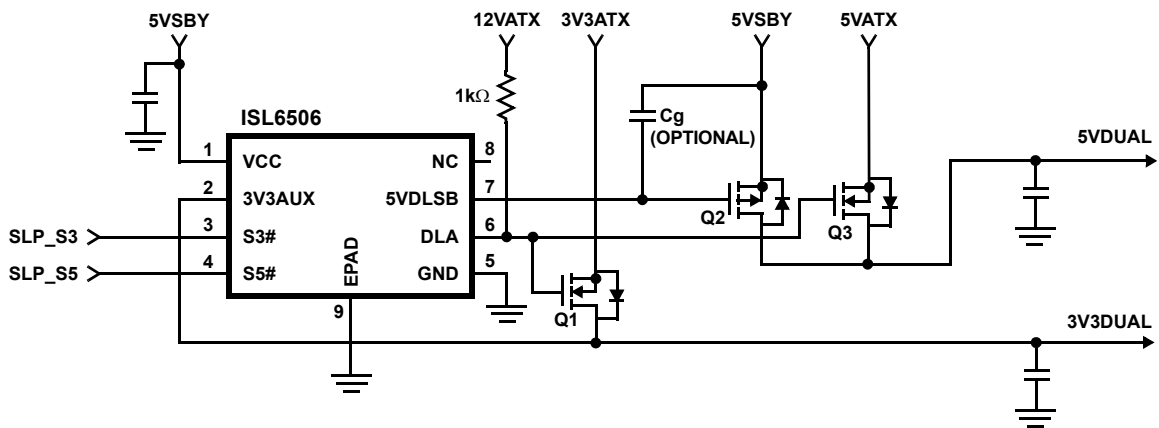 5VSBY
12VATX
3V3ATX
5VSBY
5VATX
1kΩ
Cg
(OPTIONAL)
ISL6506
1
VCC
NC
8
5VDUAL
2
3V3AUX
5VDLSB
7
Q2
Q3
SLP_S3
3
S3#
DLA
6
SLP_S5
4
S5#
EPAD
GND
5
9
Q1
3V3DUAL